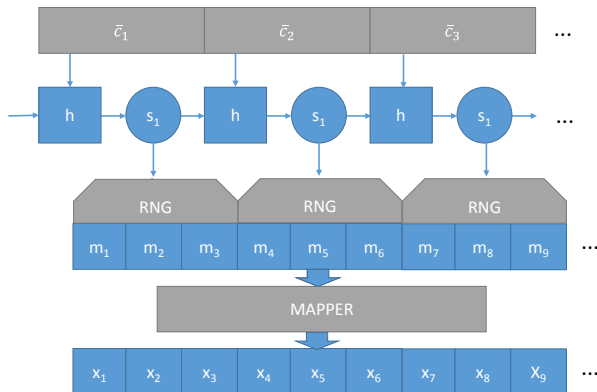 c̄₁ c̄₂ c̄₃ ...
h s₁ h s₁ h s₁ ...
RNG RNG RNG
m₁ m₂ m₃ m₄ m₅ m₆ m₇ m₈ m₉ ...
MAPPER
x₁ x₂ x₃ x₄ x₅ x₆ x₇ x₈ X₉ ...